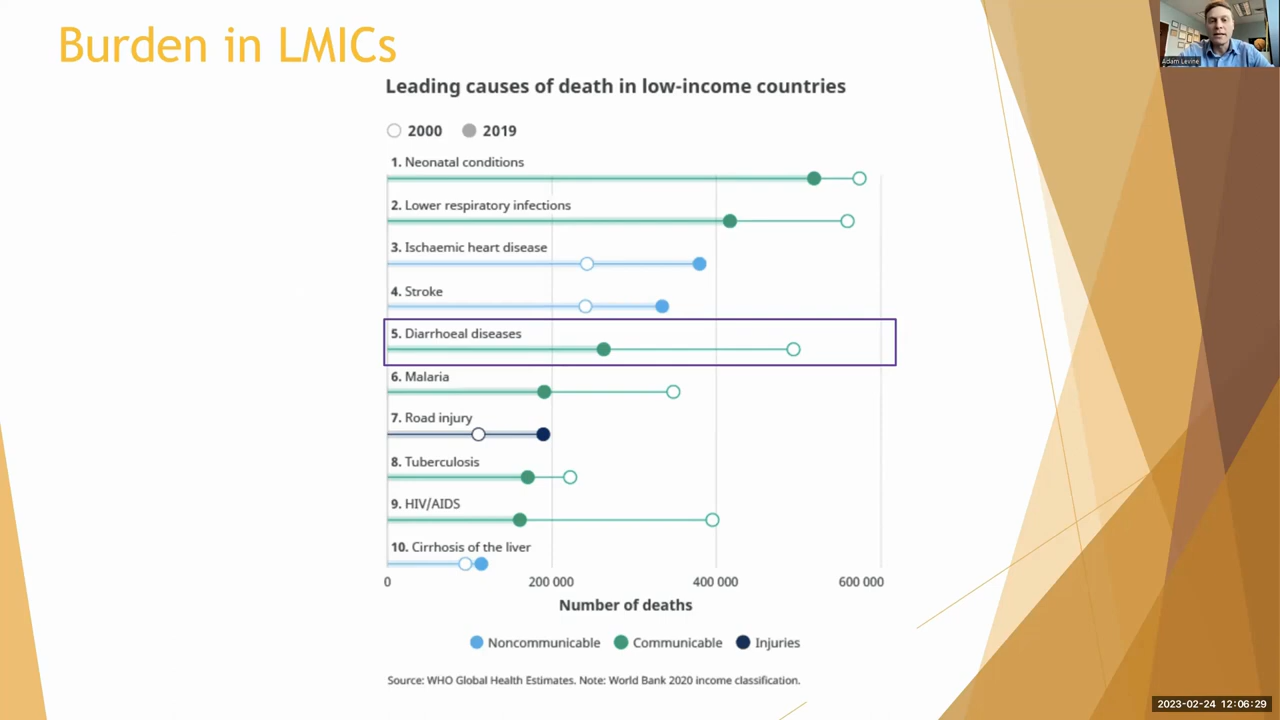 Burden in LMICs
Adam Levine
Leading causes of death in low-income countries
2000 2019
1. Neonatal conditions
2. Lower respiratory infections
3. Ischaemic heart disease
4. Stroke
5. Diarrhoeal diseases
6. Malaria
7. Road injury
8. Tuberculosis
9. HIV/AIDS
10. Cirrhosis of the liver
0 200 000 400 000 600 000
Number of deaths
Noncommunicable Communicable Injuries
Source: WHO Global Health Estimates. Note: World Bank 2020 income classification.
2023-02-24 12:06:29